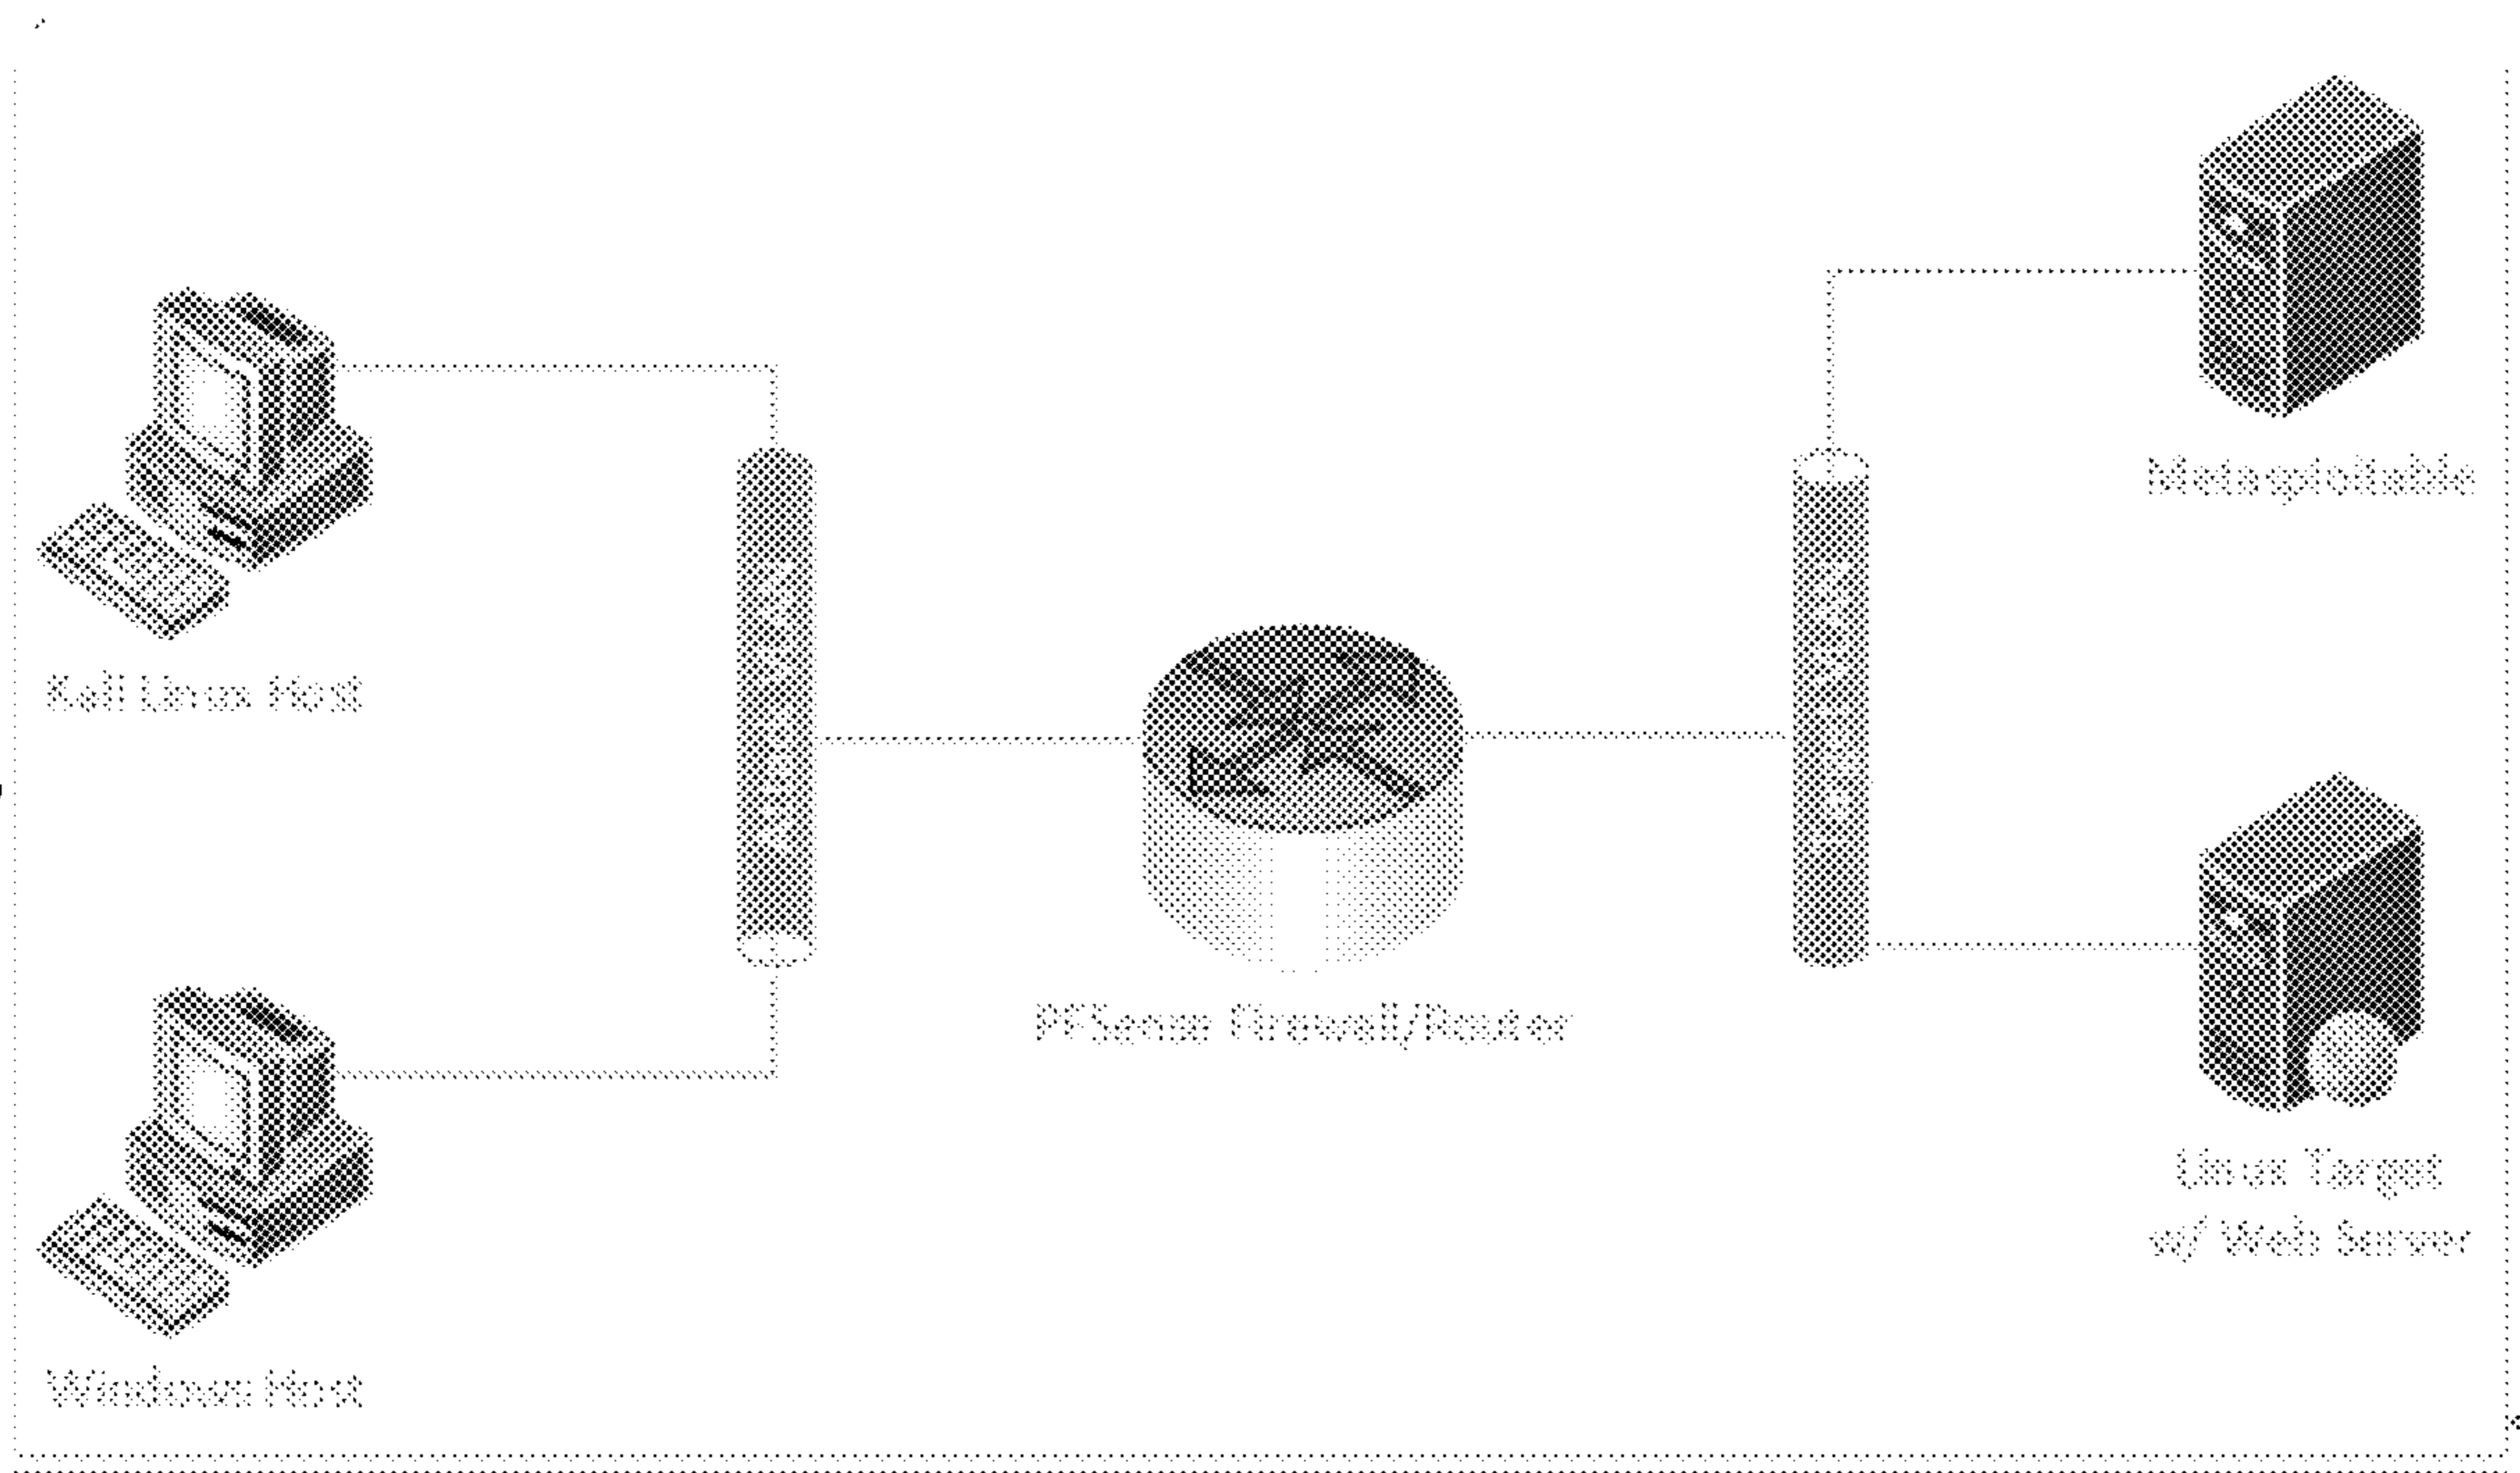 Metasploitable
Kali Linux Host
PFSense Firewall/Router
Linux Target
w/ Web Server
Windows Host